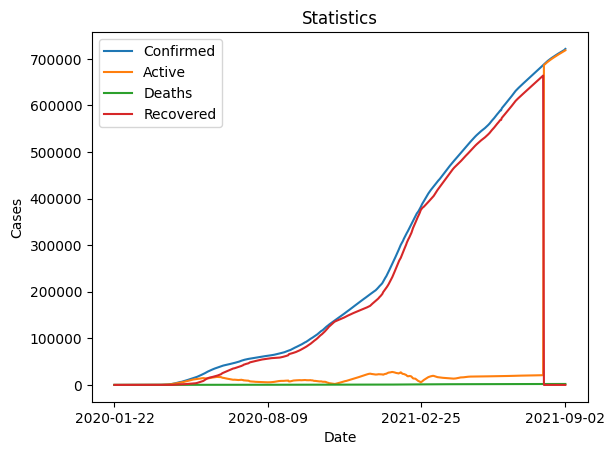 Statistics
Confirmed
Active
Deaths
Recovered
700000
600000
500000
400000
300000
200000
100000
0
Cases
2020-01-22
2020-08-09
2021-02-25
2021-09-02
Date